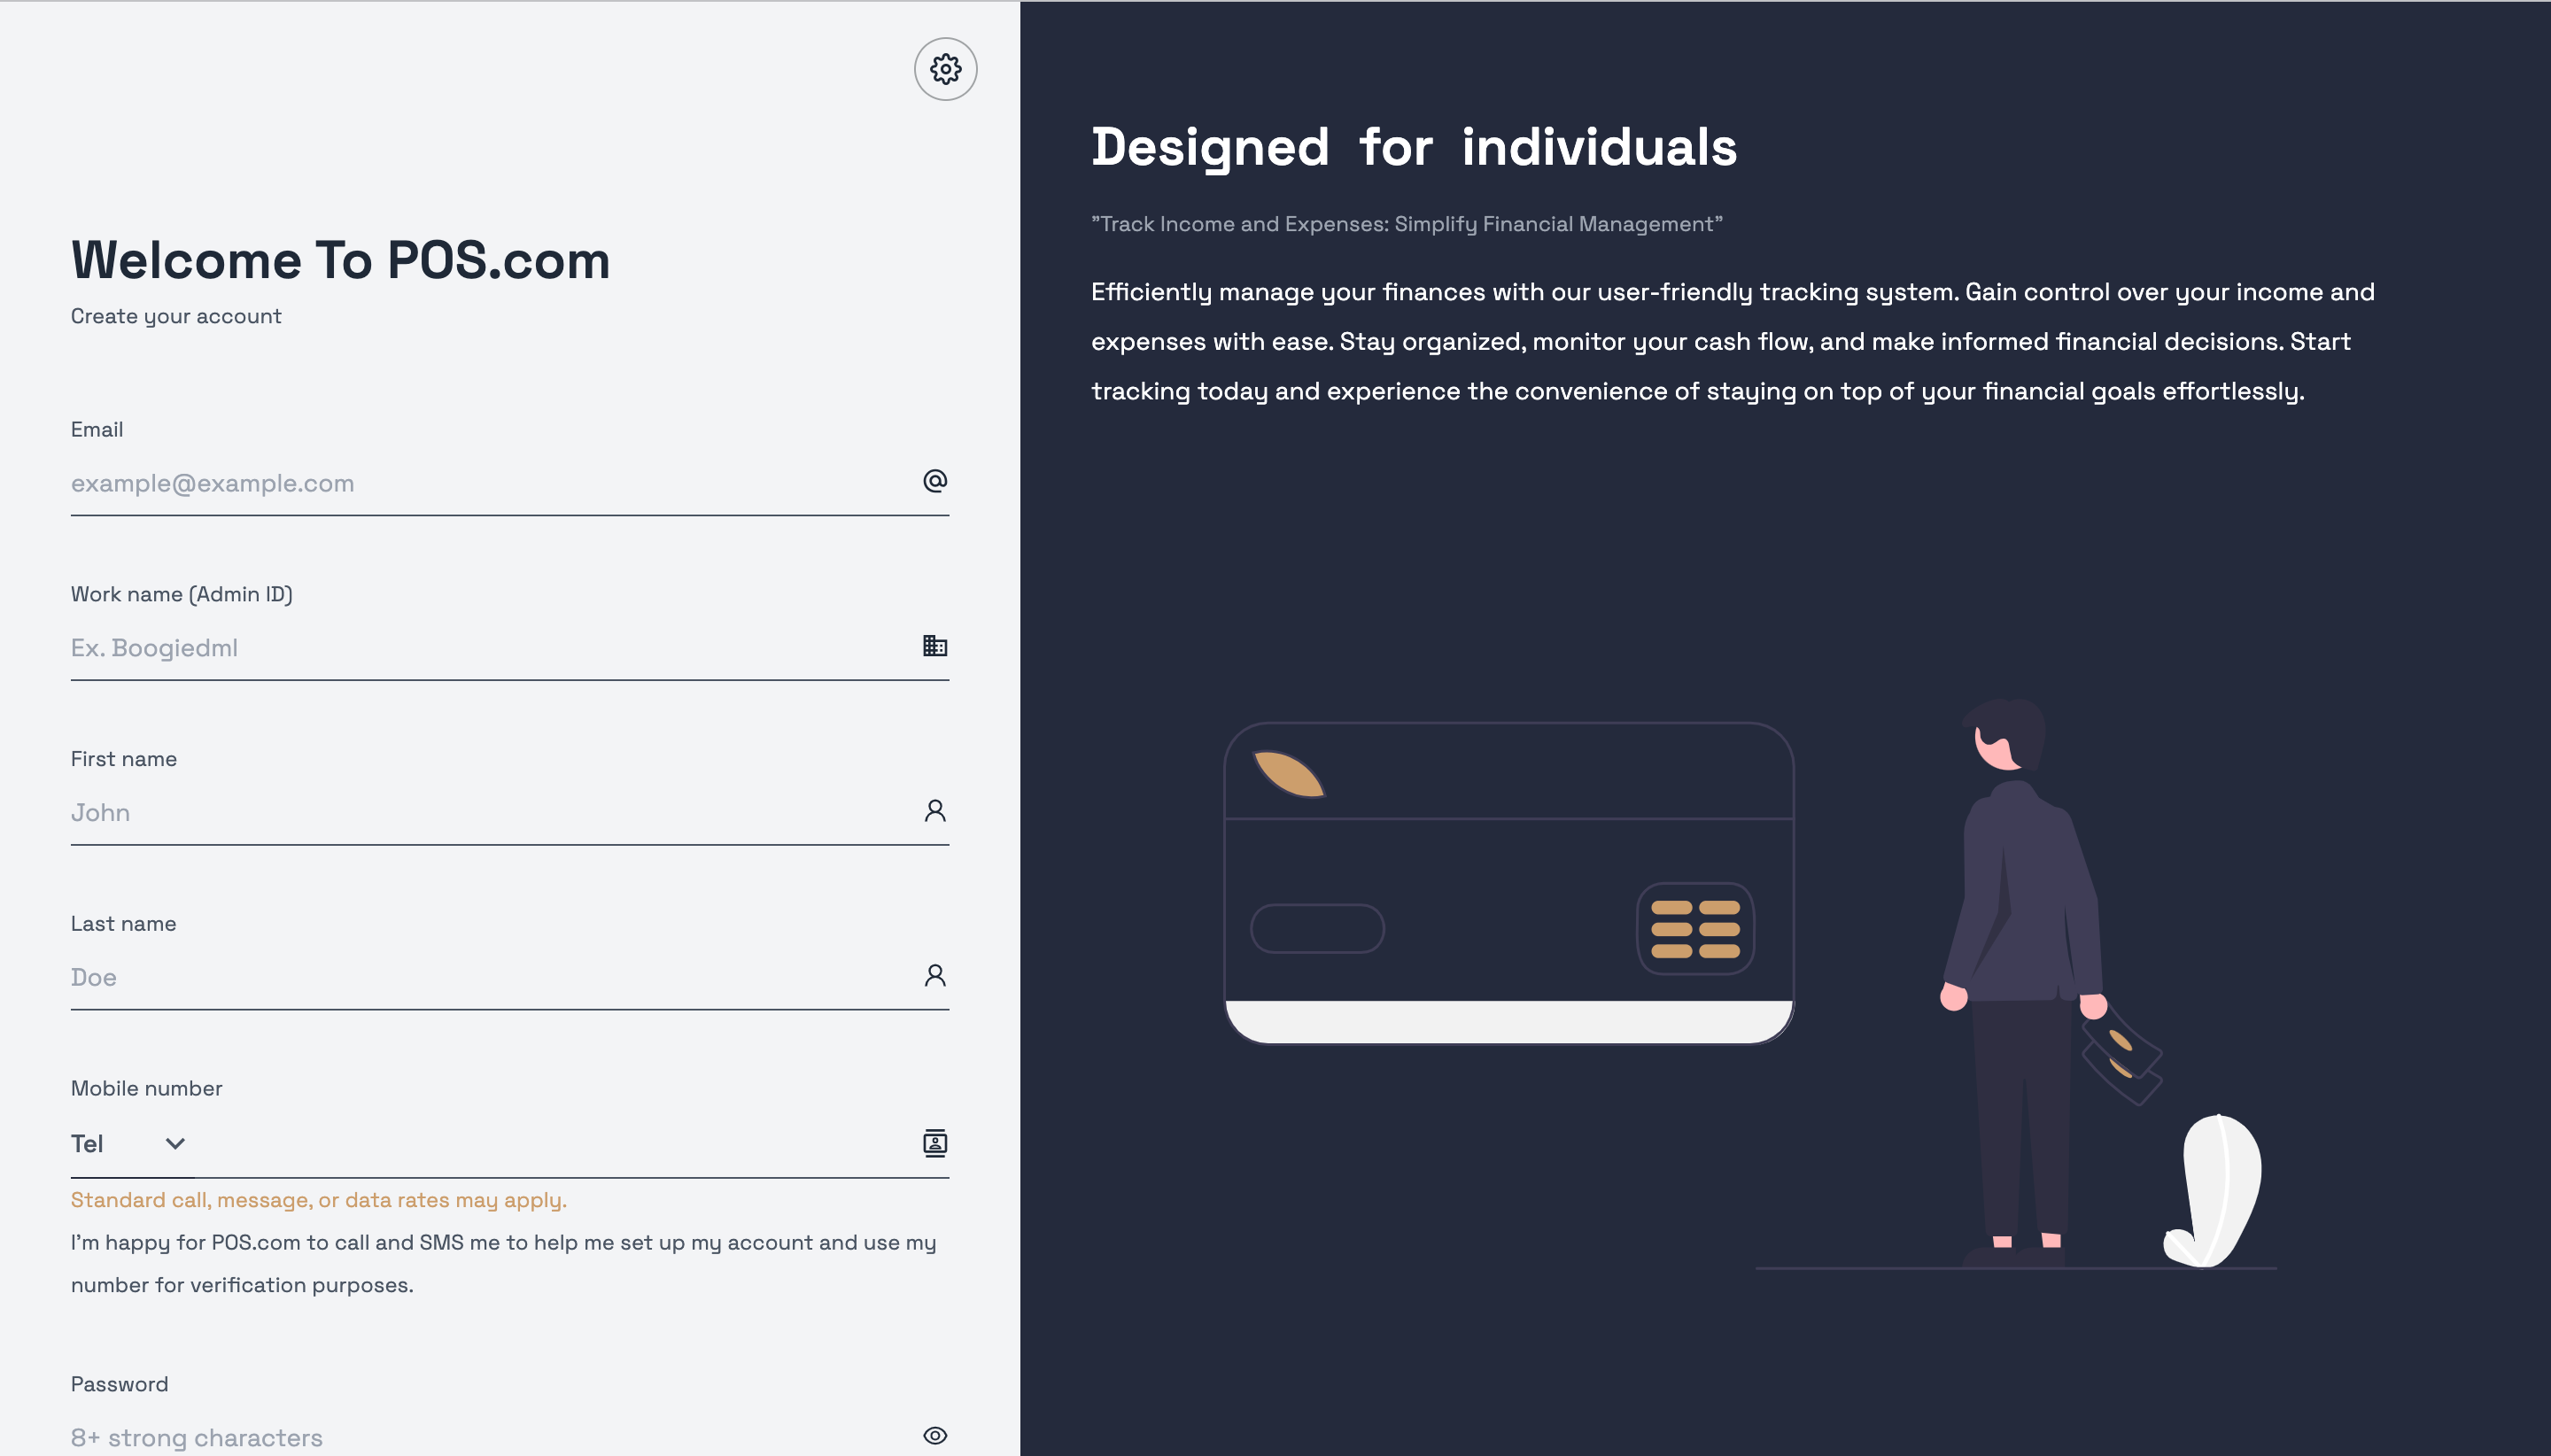 Welcome To POS.com
Create your account
Email
example@example.com
Work name (Admin ID)
Ex. Boogiedml
First name
John
Last name
Doe
Mobile number
Tel
Standard call, message, or data rates may apply.
I'm happy for POS.com to call and SMS me to help me set up my account and use my
number for verification purposes.
Password
8+ strong characters
Designed for individuals
"Track Income and Expenses: Simplify Financial Management"
Efficiently manage your finances with our user-friendly tracking system. Gain control over your income and
expenses with ease. Stay organized, monitor your cash flow, and make informed financial decisions. Start
tracking today and experience the convenience of staying on top of your financial goals effortlessly.